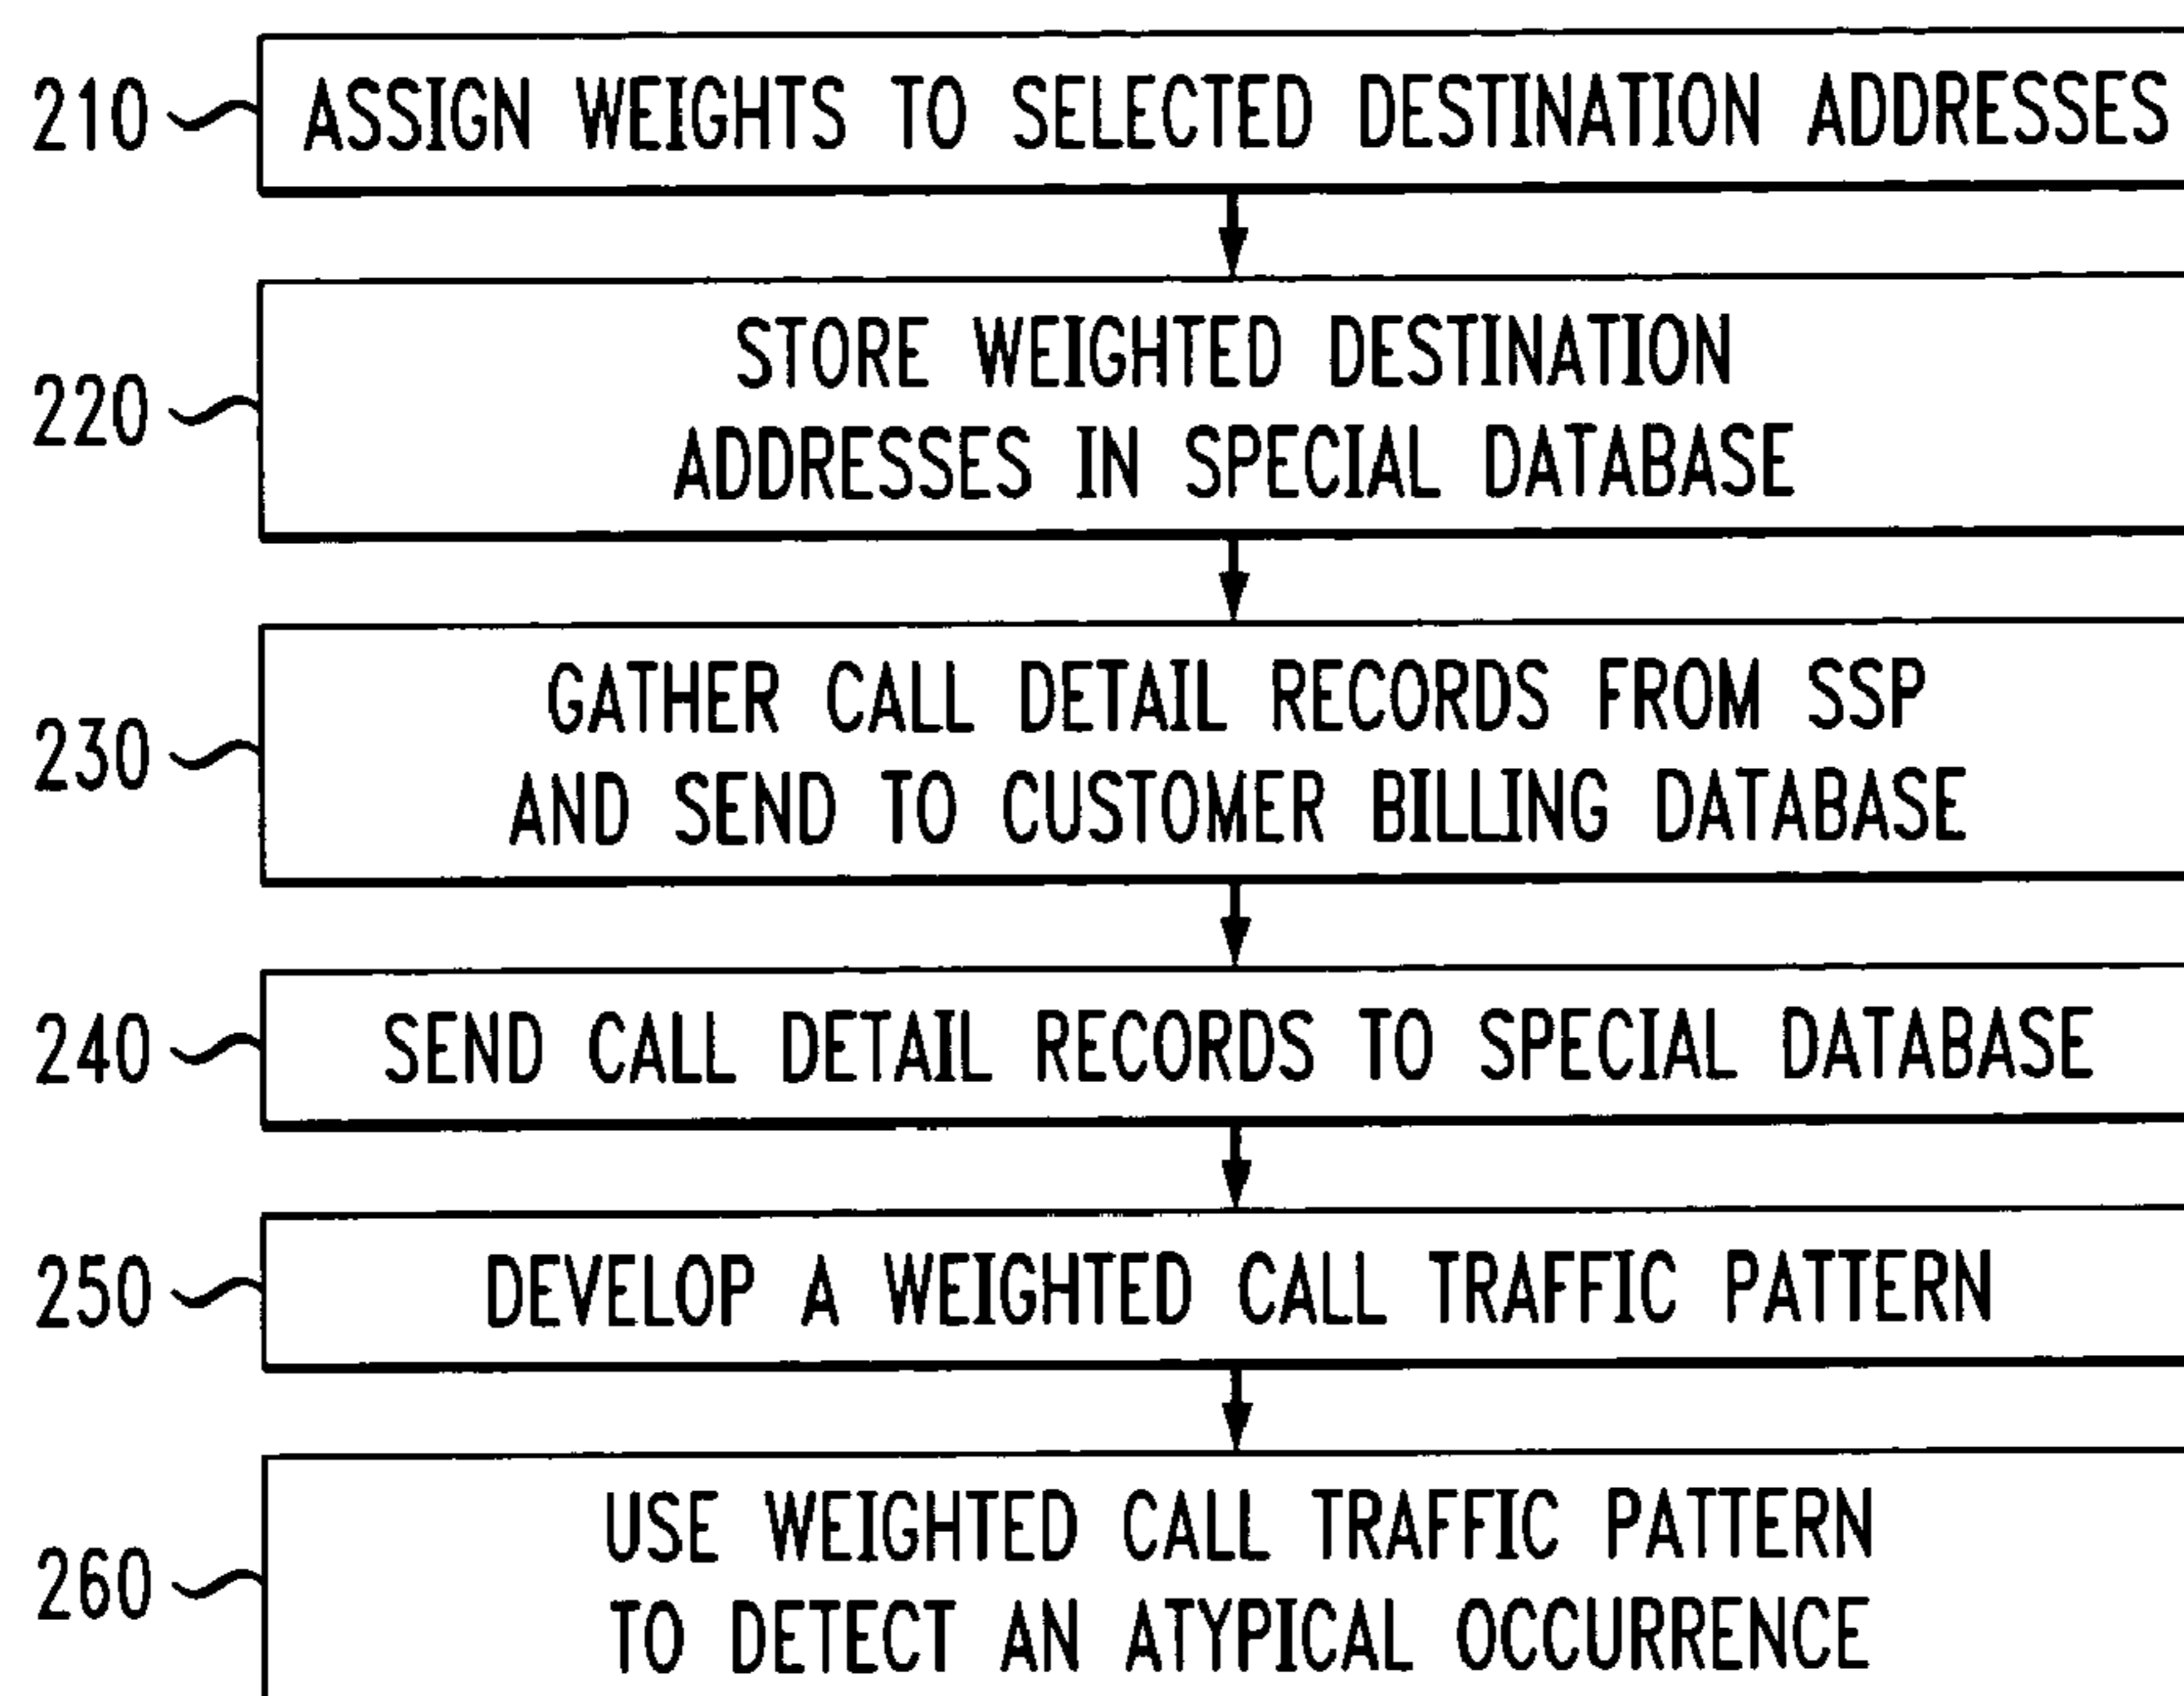 210 ASSIGN WEIGHTS TO SELECTED DESTINATION ADDRESSES
STORE WEIGHTED DESTINATION
220
ADDRESSES IN SPECIAL DATABASE
GATHER CALL DETAIL RECORDS FROM SSP
230
AND SEND TO CUSTOMER BILLING DATABASE
240 SEND CALL DETAIL RECORDS TO SPECIAL DATABASE
250 DEVELOP A WEIGHTED CALL TRAFFIC PATTERN
USE WEIGHTED CALL TRAFFIC PATTERN
260
TO DETECT AN ATYPICAL OCCURRENCE